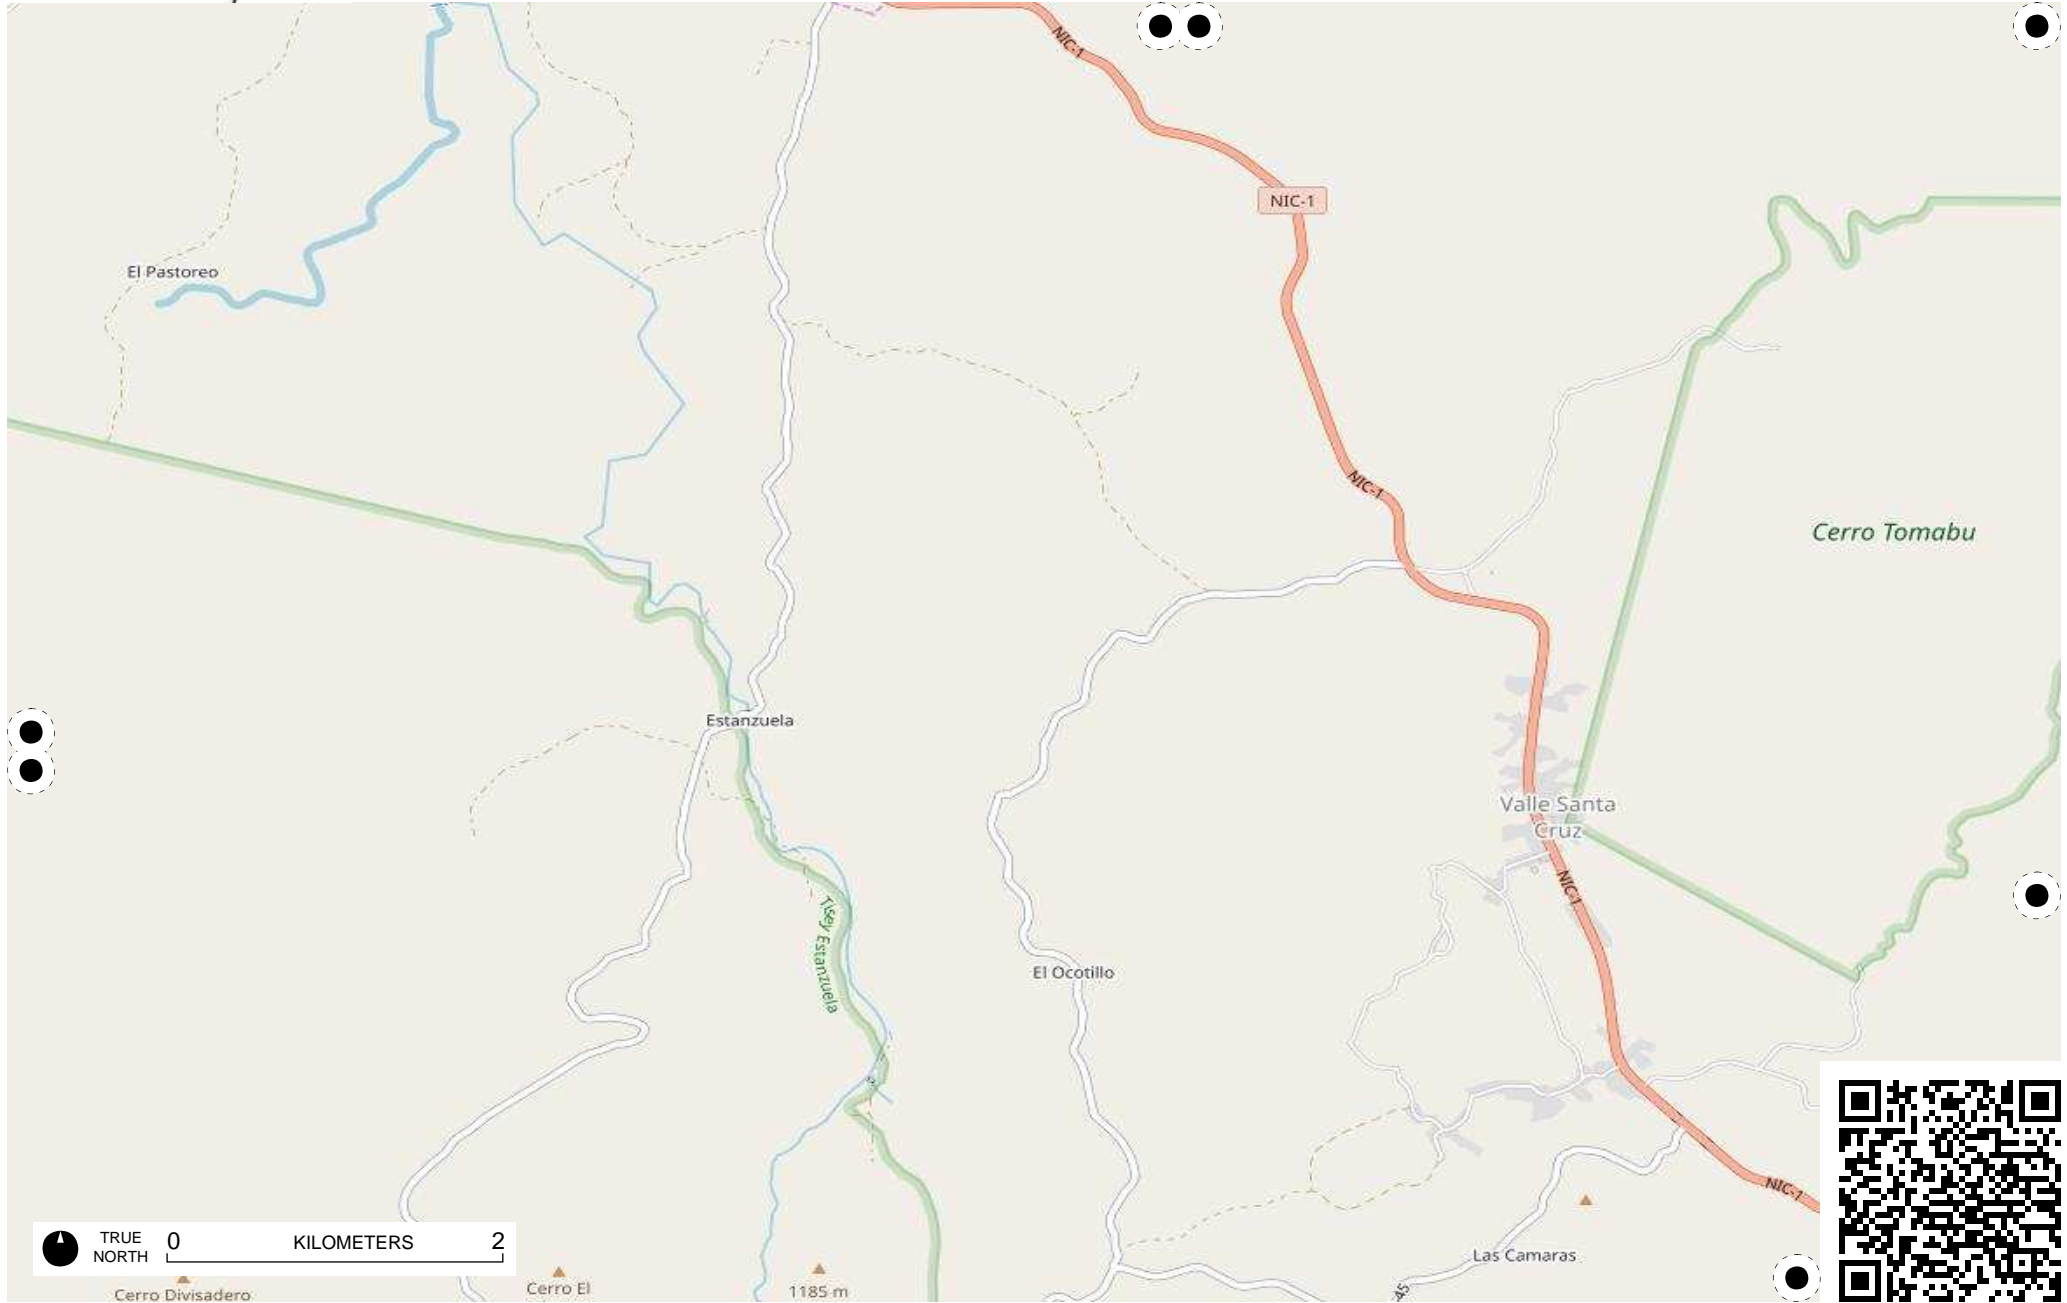 NIC-1
NIC-1
El Pastoreo
NIC-1
Cerro Tomabu
Estanzuela
Valle Santa
Cruz
NIC-1
Tisey Estanzuela
El Ocotillo
NIC-1
TRUE
NORTH
0 KILOMETERS 2
Las Camaras
Cerro Divisadero
Cerro El
1185 m